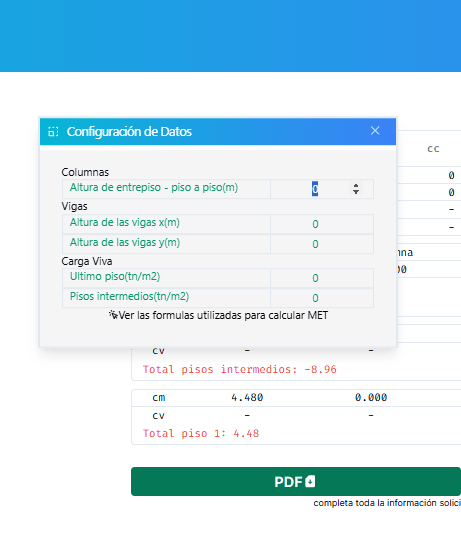 Configuración de Datos
cc
Columnas
0
Altura de entrepiso - piso a piso(m) 0
0
Vigas
-
Altura de las vigas x(m) 0
-
Altura de las vigas y(m) 0
Carga Viva
Ultimo piso(tn/m2) 0
Pisos intermedios(tn/m2) 0
Ver las formulas utilizadas para calcular MET
cv - -
Total pisos intermedios: -8.96
cm 4.480 0.000
cv - -
Total piso 1: 4.48
PDF
completa toda la información solici